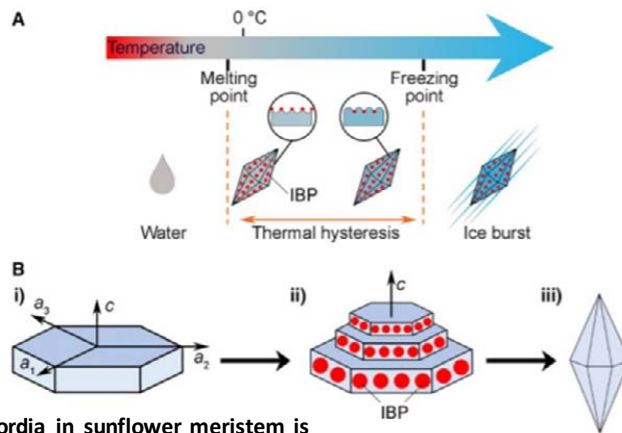 A
0 °C
Temperature
Melting point
Freezing point
IBP
Water
Thermal hysteresis
Ice burst
B
i)
c
a3
a2
a1
ii)
c
IBP
iii)
ordia in sunflower meristem is